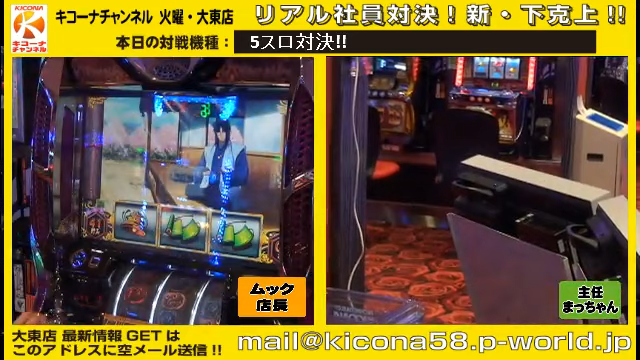 KICONA
キコーナ
チャンネル
キコーナチャンネル 火曜・大東店
リアル社員対決!新・下克上!!
本日の対戦機種:
5スロ対決!!
ムック
店長
主任
まっちゃん
大東店 最新情報 GET は
このアドレスに空メール送信!!
mail@kicona58.p-world.jp